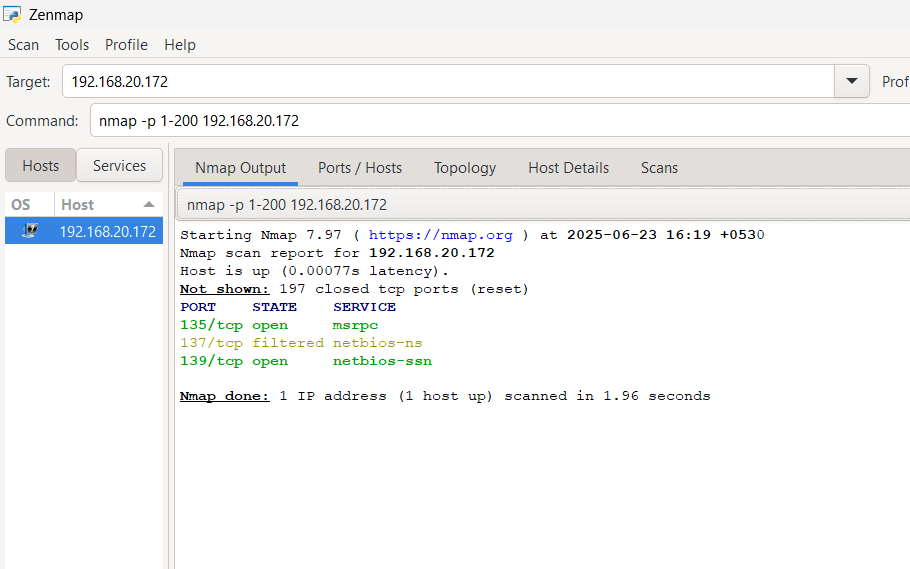 Zenmap
Scan Tools Profile Help
Target: 192.168.20.172 Prof
Command: nmap -p 1-200 192.168.20.172
Hosts Services
OS Host
192.168.20.172
Nmap Output Ports / Hosts Topology Host Details Scans
nmap -p 1-200 192.168.20.172
Starting Nmap 7.97 ( https://nmap.org ) at 2025-06-23 16:19 +0530
Nmap scan report for 192.168.20.172
Host is up (0.00077s latency).
Not shown: 197 closed tcp ports (reset)
PORT STATE SERVICE
135/tcp open msrpc
137/tcp filtered netbios-ns
139/tcp open netbios-ssn
Nmap done: 1 IP address (1 host up) scanned in 1.96 seconds